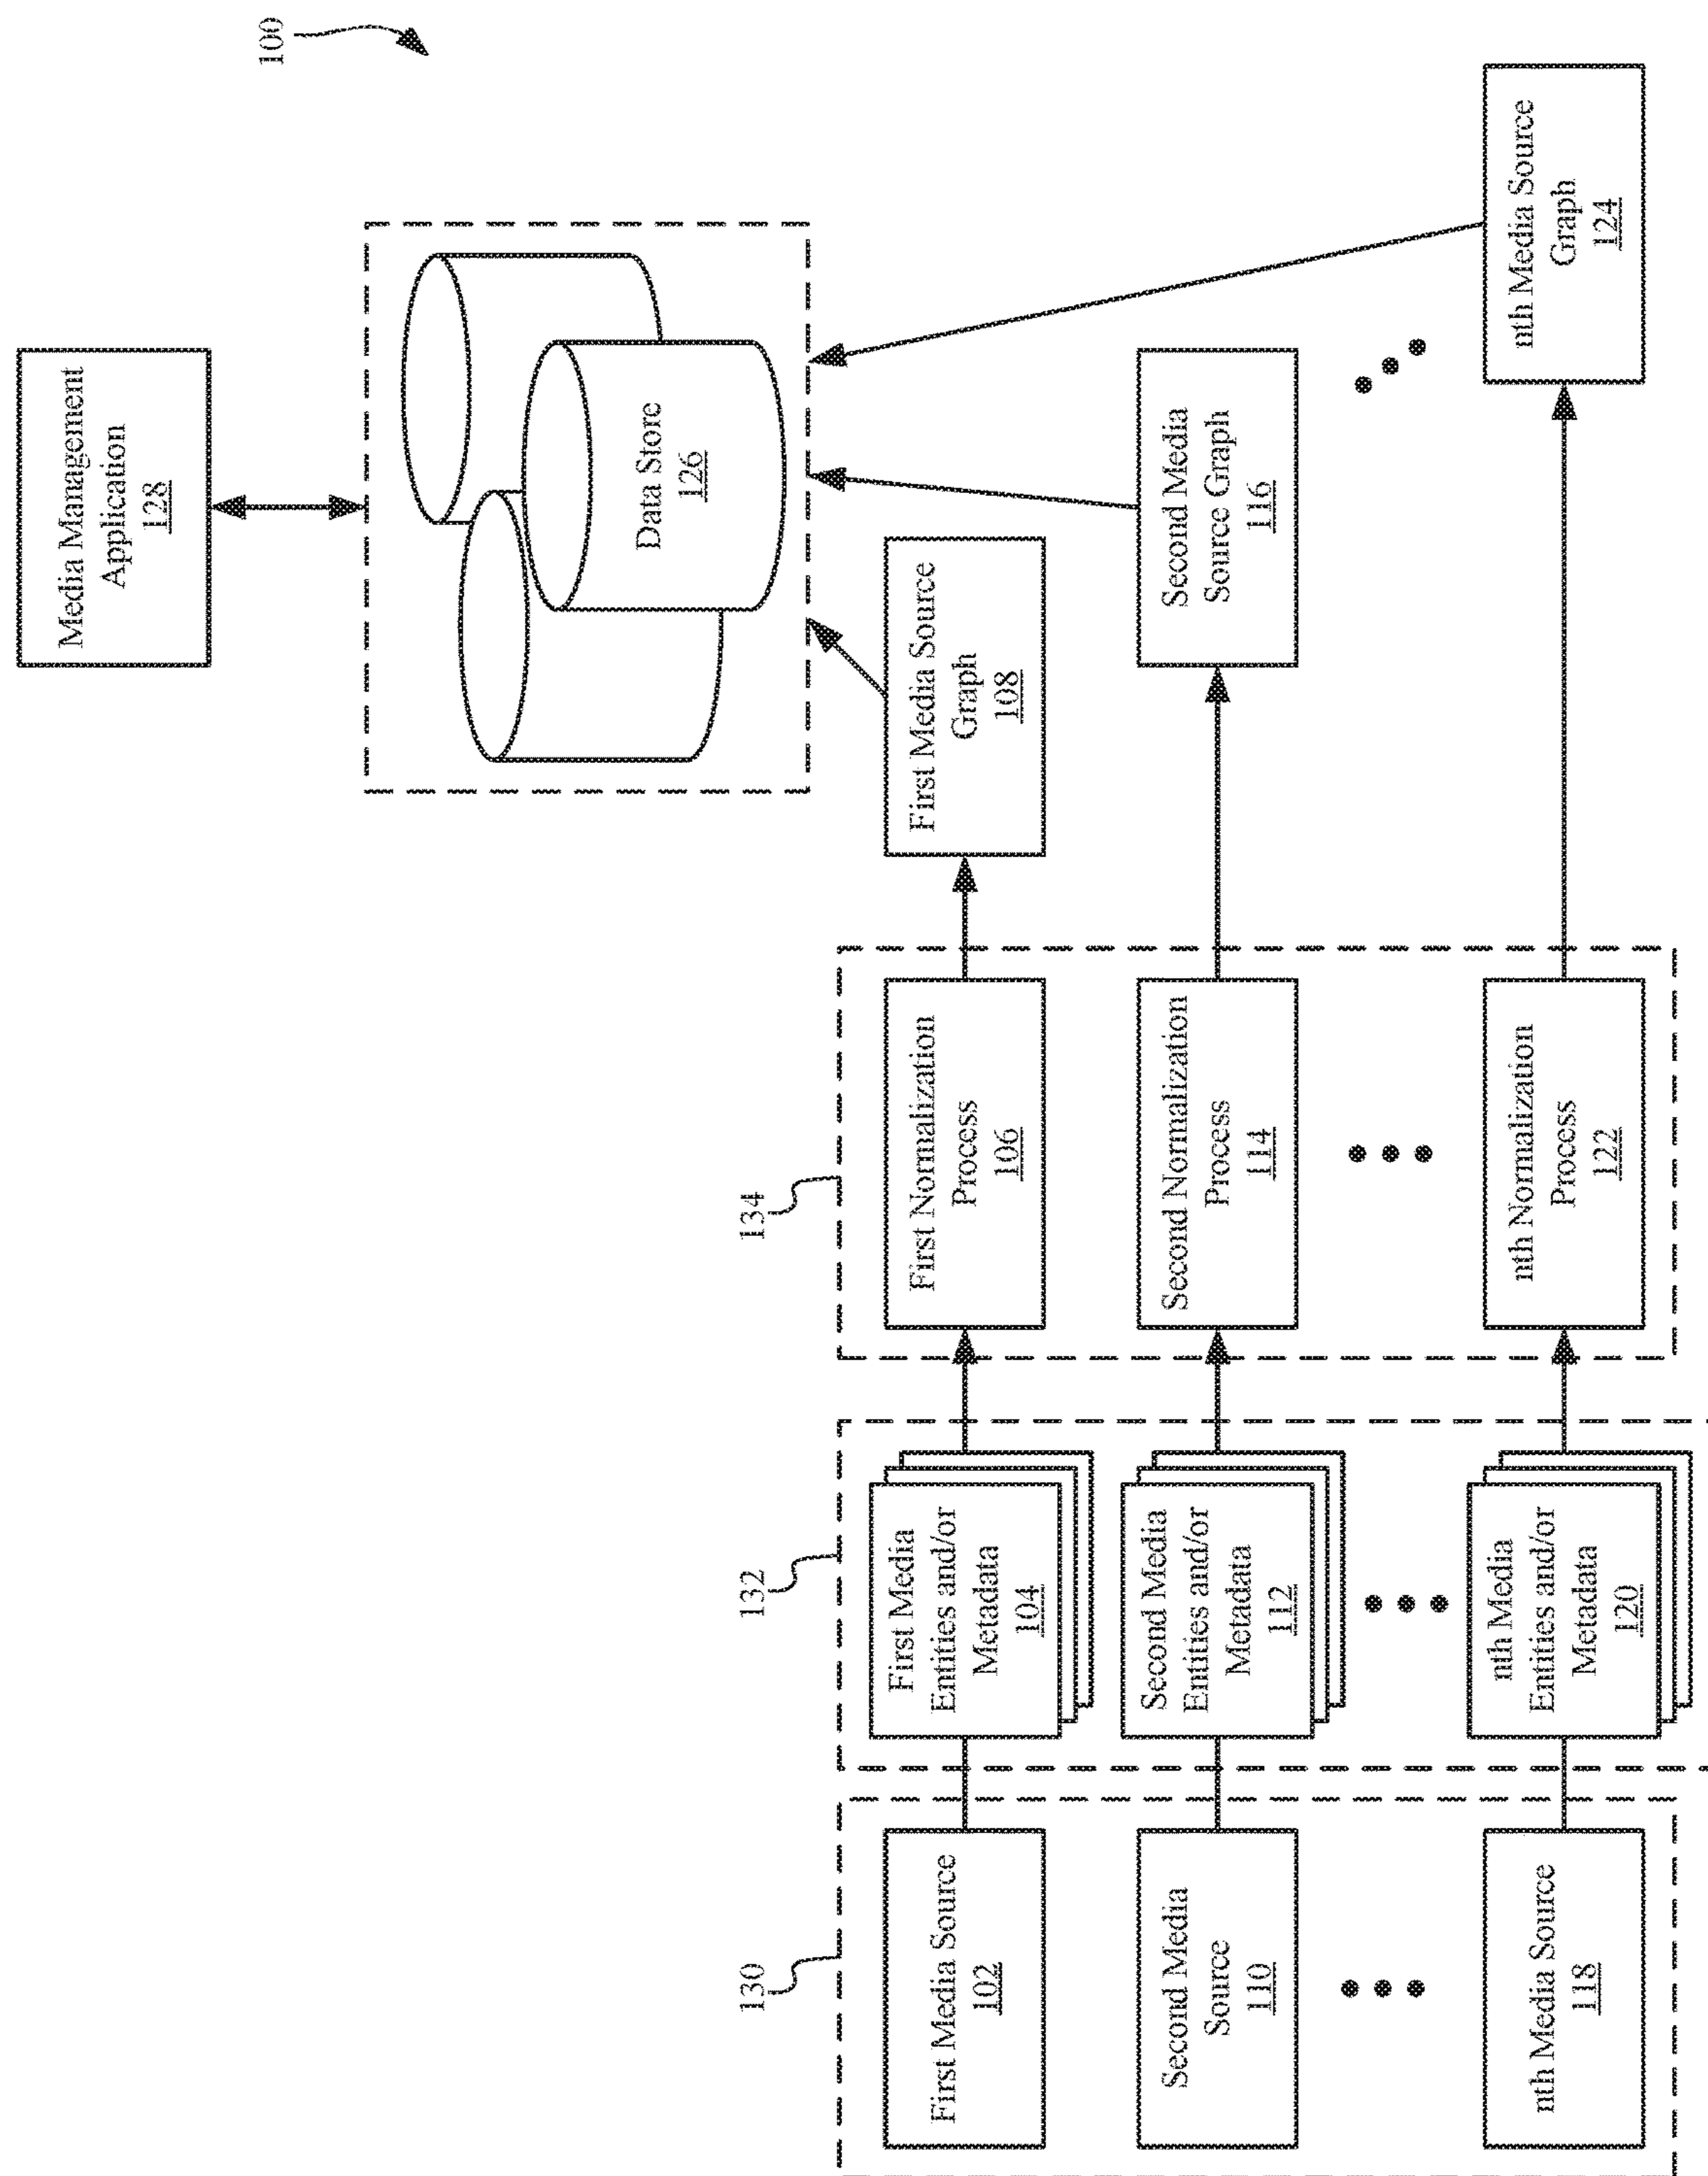 100
Media Management
Application
128
Data Store
126
First Media Source
Graph
108
Second Media
Source Graph
116
nth Media Source
Graph
124
134
First Normalization
Process
106
Second Normalization
Process
114
nth Normalization
Process
122
132
First Media
Entities and/or
Metadata
104
Second Media
Entities and/or
Metadata
112
nth Media
Entities and/or
Metadata
120
130
First Media Source
102
Second Media
Source
110
nth Media Source
118